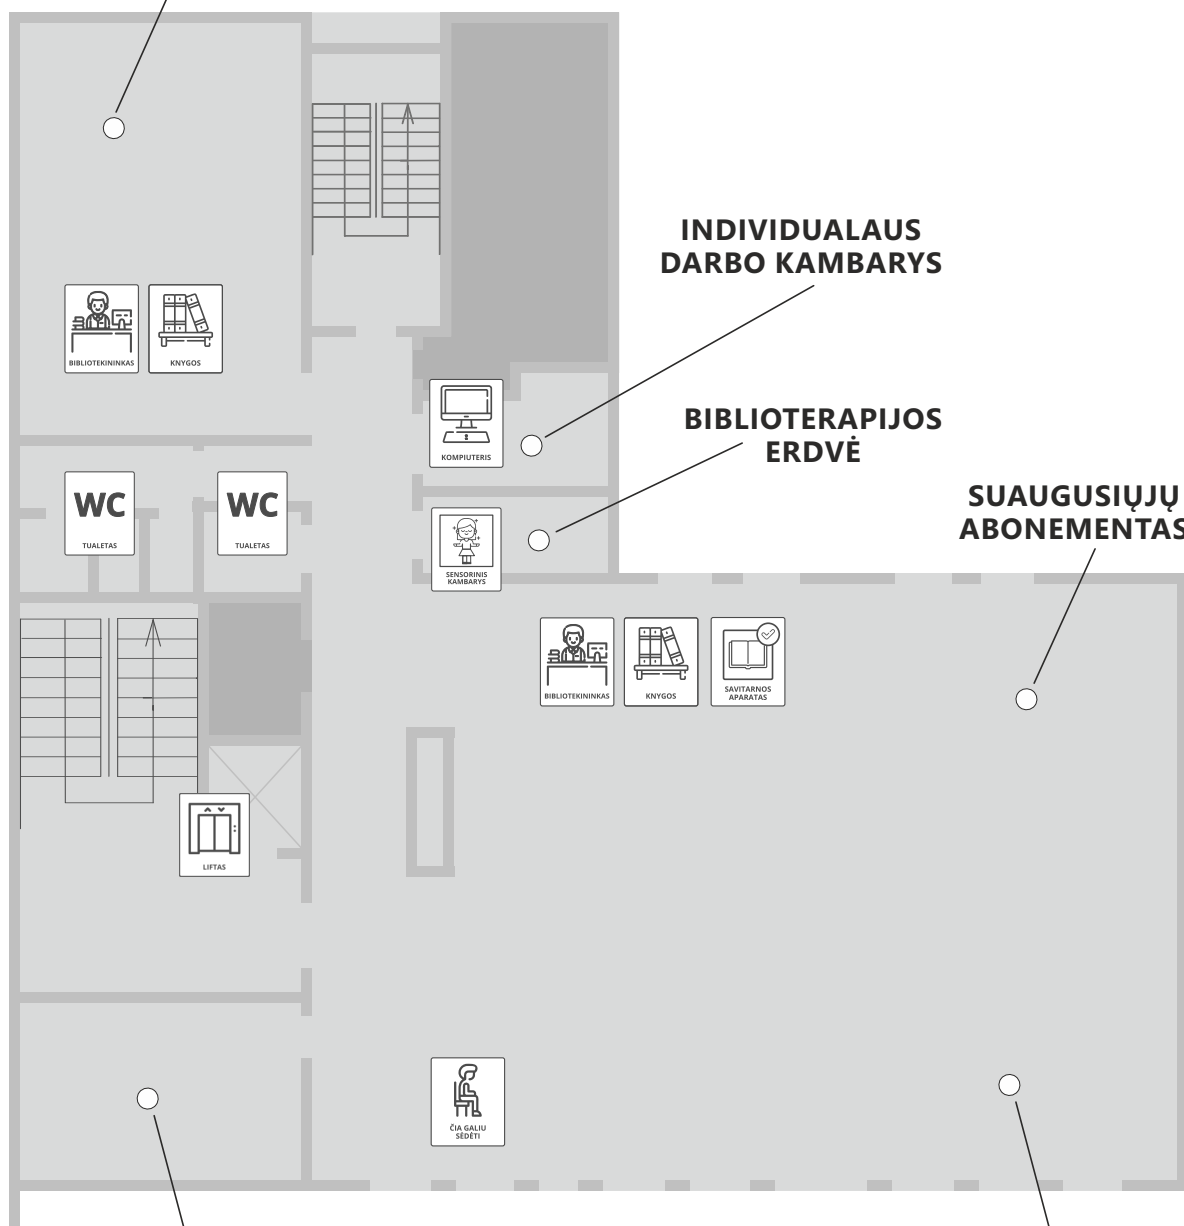 INDIVIDUALAUS
DARBO KAMBARYS
BIBLIOTEKININKAS
KNYGOS
KOMPIUTERIS
BIBLIOTERAPIJOS
ERDVĖ
WC
TUALETAS
WC
TUALETAS
SENSORINIS
KAMBARYS
SUAUGUSIŲJŲ
ABONEMENTAS
BIBLIOTEKININKAS
KNYGOS
SAVITARNOS
APARATAS
LIFTAS
ČIA GALIU
SĖDĖTI